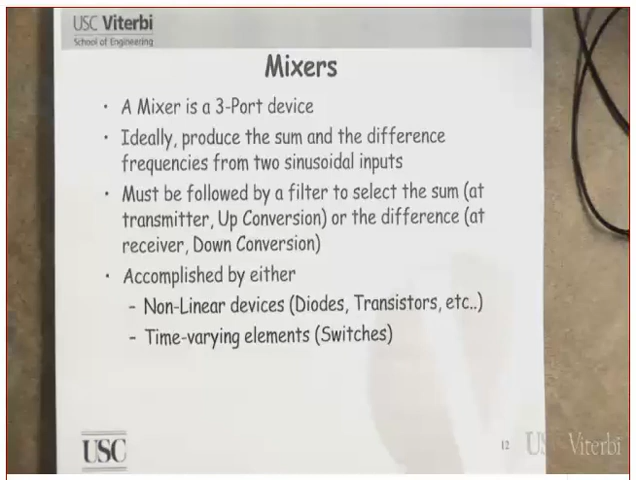 USC Viterbi
School of Engineering
Mixers
• A Mixer is a 3-Port device
• Ideally, produce the sum and the difference
frequencies from two sinusoidal inputs
• Must be followed by a filter to select the sum (at
transmitter, Up Conversion) or the difference (at
receiver, Down Conversion)
• Accomplished by either
– Non-Linear devices (Diodes, Transistors, etc..)
– Time-varying elements (Switches)
USC
12
USC Viterbi